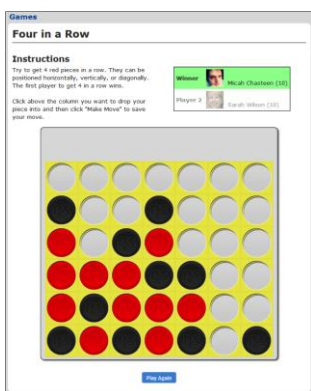 Games
Four in a Row
Instructions
Try to get 4 red pieces in a row. They can be
positioned horizontally, vertically, or diagonally.
The first player to get 4 in a row wins.
Click above the column you want to drop your
piece into and then click "Make Move" to save
your move.
Winner
Micah Chasteen (10)
Player 2
Sarah Wilson (10)
Play Again